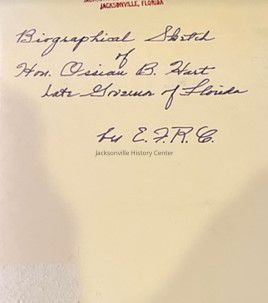 JACKSONVILLE, FLORIDA
Biographical Sketch
of
Hon. Ossian B. Hart
Late Governor of Florida
by E. F. R. C.
Jacksonville History Center